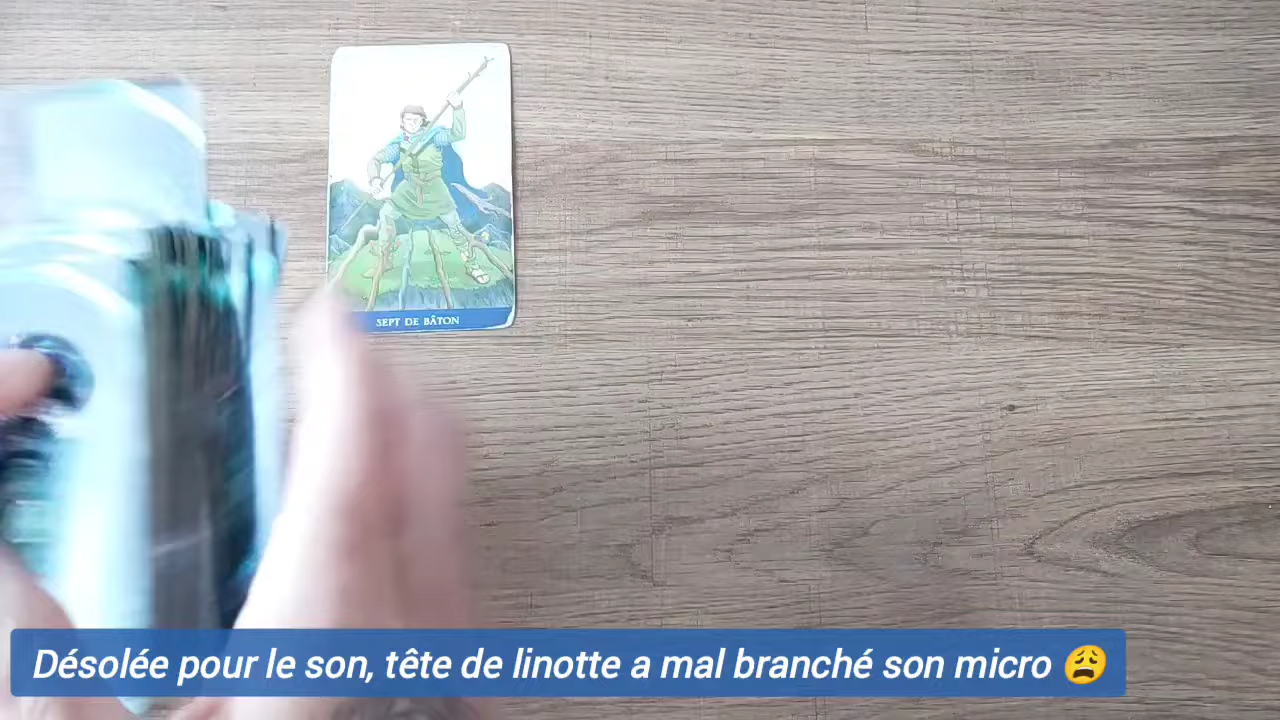 SEPT DE BÂTON
Désolée pour le son, tête de linotte a mal branché son micro 😩